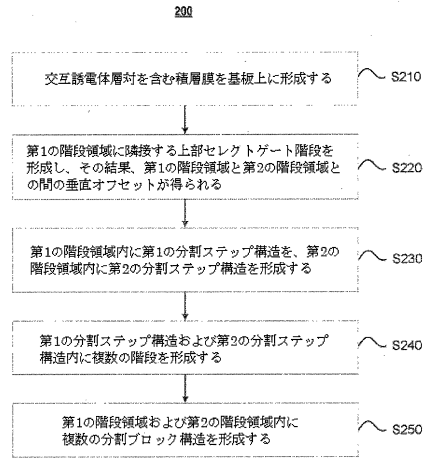 200
交互誘電体層対を含む積層膜を基板上に形成する
S210
第1の階段領域に隣接する上部セレクトゲート階段を
形成し、その結果、第1の階段領域と第2の階段領域と
の間の垂直オフセットが得られる
S220
第1の階段領域内に第1の分割ステップ構造を、第2の
階段領域内に第2の分割ステップ構造を形成する
S230
第1の分割ステップ構造および第2の分割ステップ
構造内に複数の階段を形成する
S240
第1の階段領域および第2の階段領域内に
複数の分割ブロック構造を形成する
S250